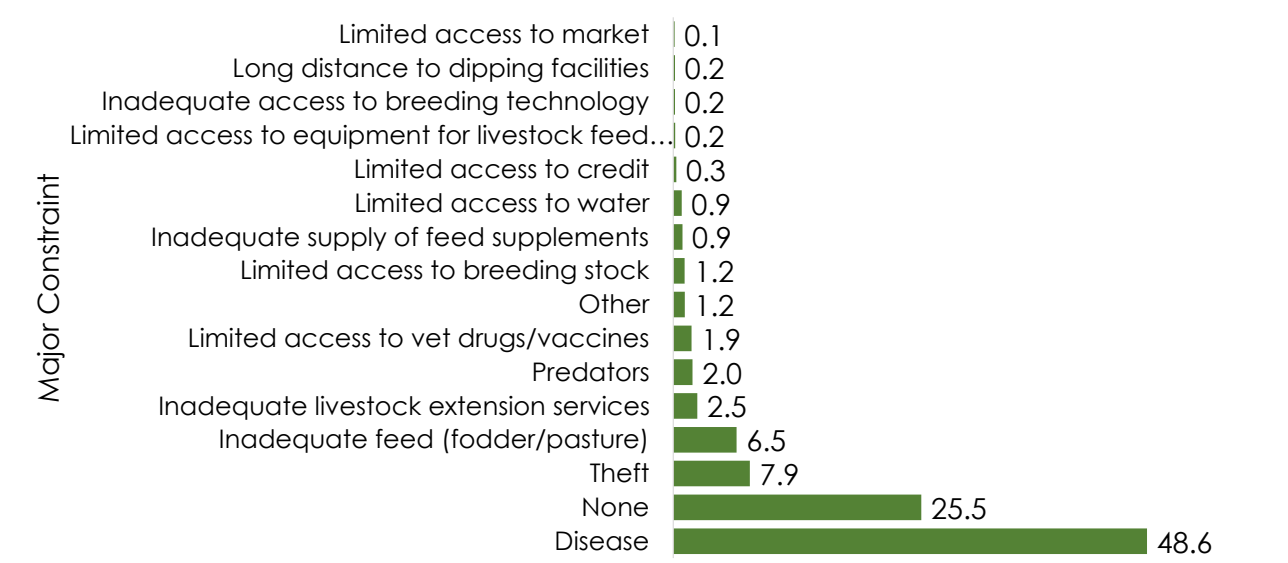 Major Constraint
Limited access to market 0.1
Long distance to dipping facilities 0.2
Inadequate access to breeding technology 0.2
Limited access to equipment for livestock feed… 0.2
Limited access to credit 0.3
Limited access to water 0.9
Inadequate supply of feed supplements 0.9
Limited access to breeding stock 1.2
Other 1.2
Limited access to vet drugs/vaccines 1.9
Predators 2.0
Inadequate livestock extension services 2.5
Inadequate feed (fodder/pasture) 6.5
Theft 7.9
None 25.5
Disease 48.6